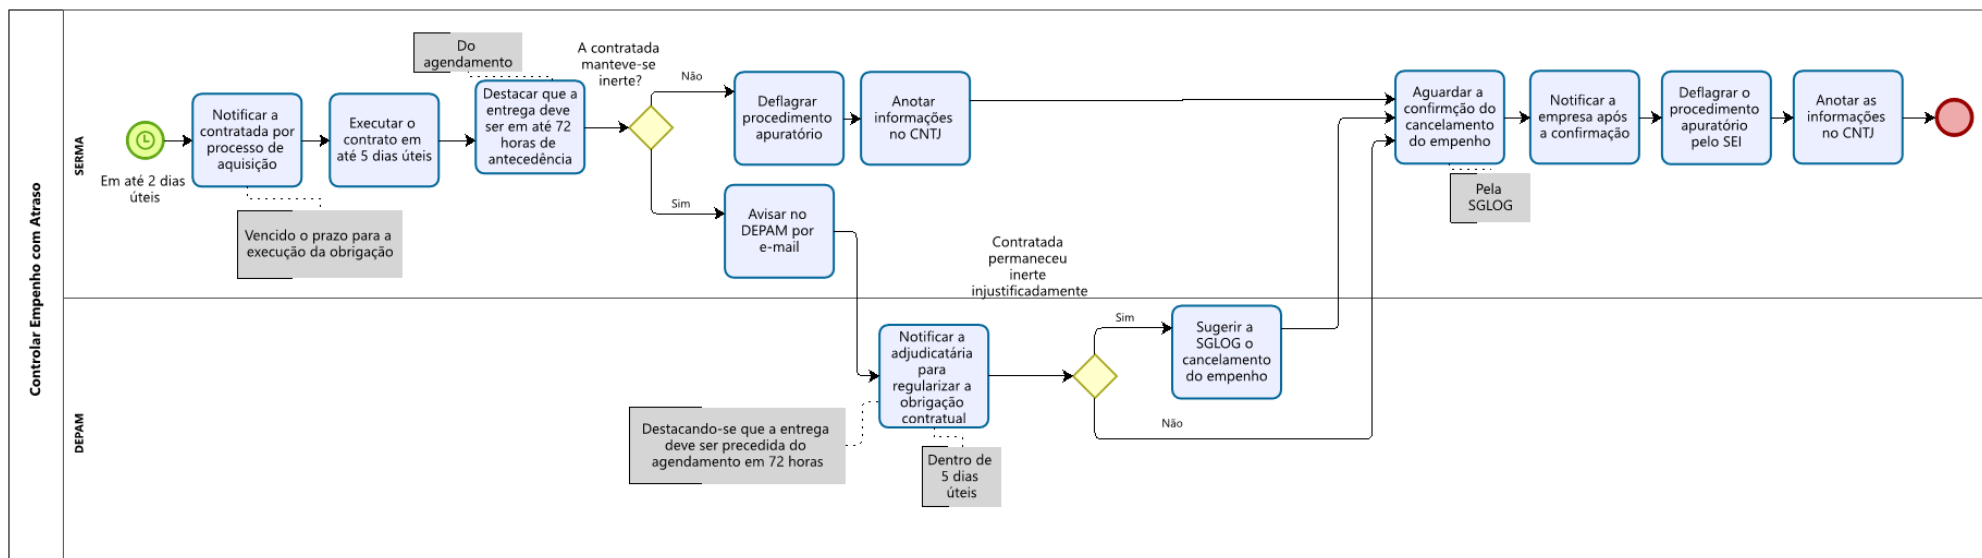 Controlar Empenho com Atraso
SERMA
Em até 2 dias
úteis
Notificar a
contratada por
processo de
aquisição
Vencido o prazo para a
execução da obrigação
Executar o
contrato em
até 5 dias úteis
Do
agendamento
Destacar que a
entrega deve
ser em até 72
horas de
antecedência
A contratada
manteve-se
inerte?
Não
Deflagrar
procedimento
apuratório
Anotar
informações
no CNTJ
Sim
Avisar no
DEPAM por
e-mail
Aguardar a
confirmção do
cancelamento
do empenho
Pela
SGLOG
Notificar a
empresa após
a confirmação
Deflagrar o
procedimento
apuratório
pelo SEI
Anotar as
informações
no CNTJ
DEPAM
Notificar a
adjudicatária
para
regularizar a
obrigação
contratual
Destacando-se que a entrega
deve ser precedida do
agendamento em 72 horas
Dentro de
5 dias
úteis
Contratada
permaneceu
inerte
injustificadamente
Sim
Sugerir a
SGLOG o
cancelamento
do empenho
Não